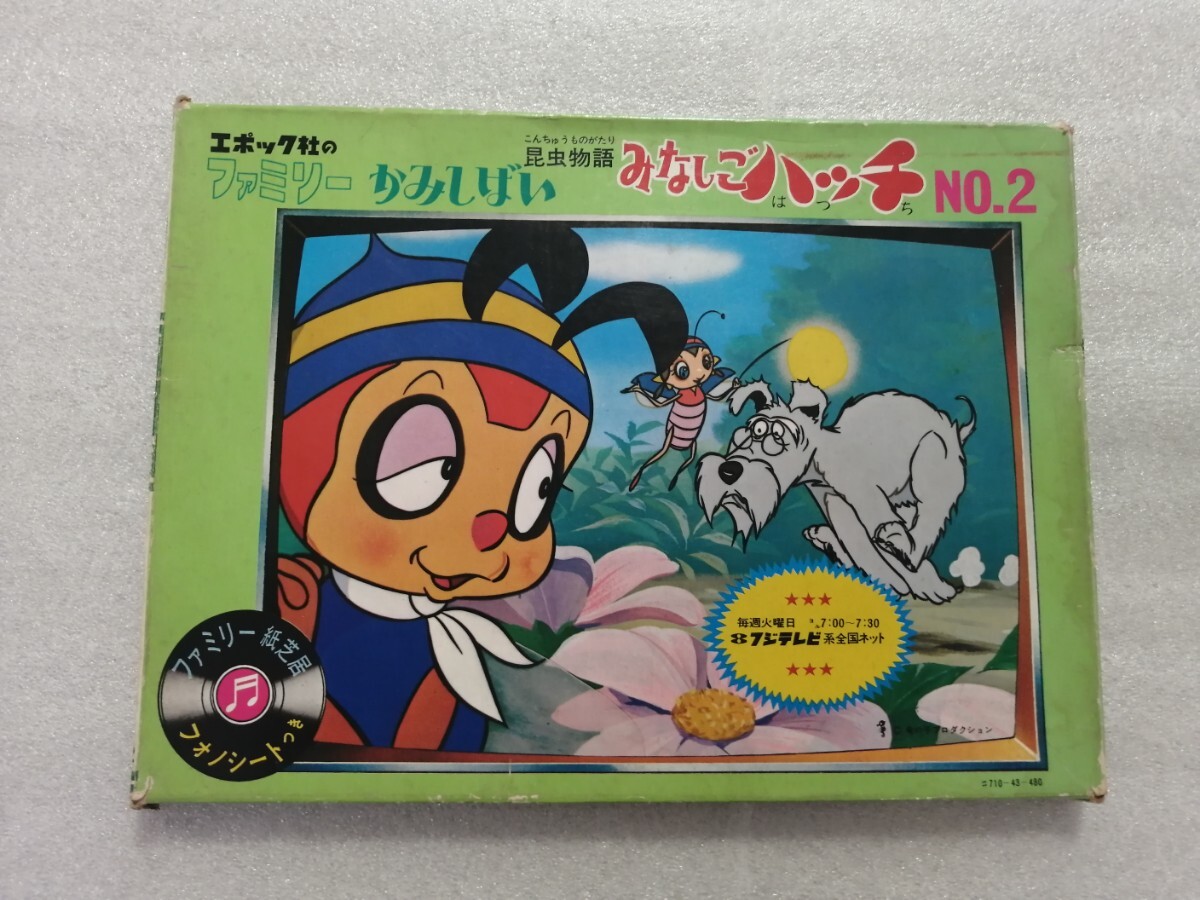 エポック社の
ファミリー かみしばい
こんちゅうものがたり
昆虫物語
みなしごハッチ NO.2
はっち
★★★
毎週火曜日 7:00〜7:30
8フジテレビ系全国ネット
★★★
ファミリー紙芝居
フォノシートつき
プロダクション
710-43-480